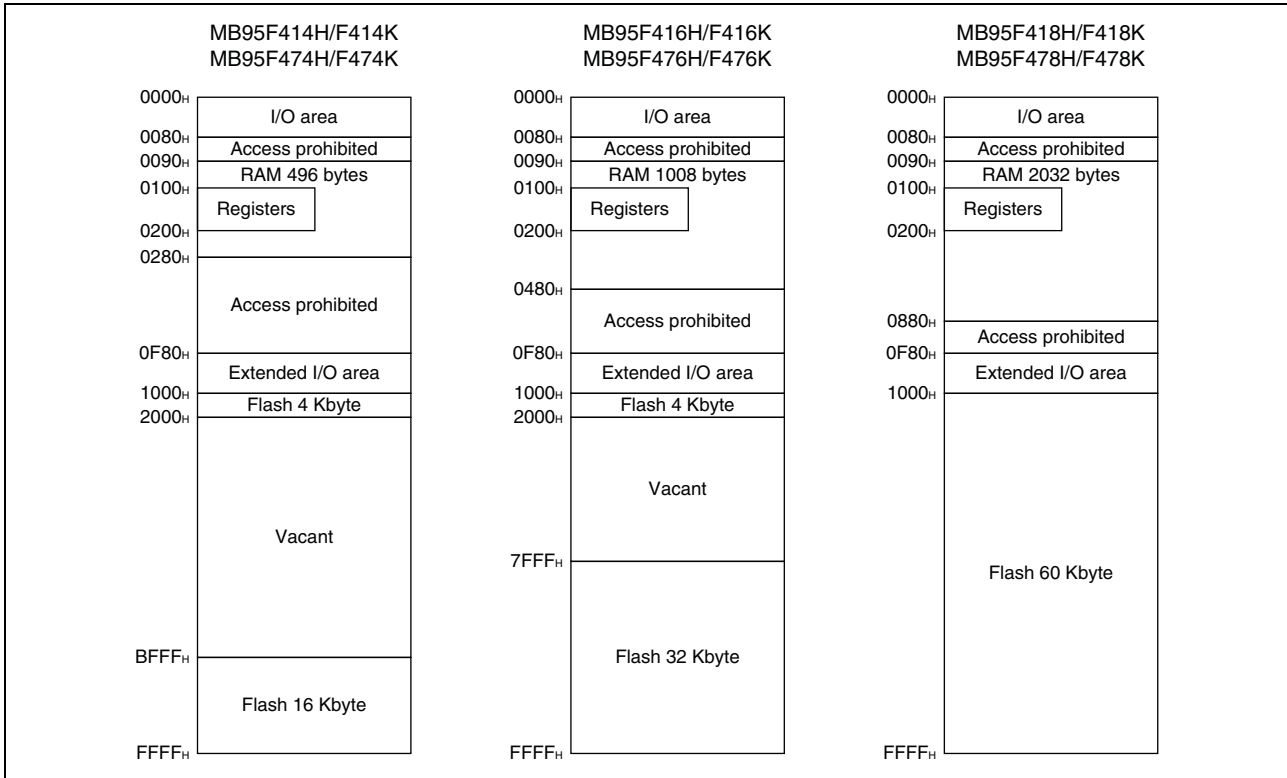 MB95F414H/F414K
MB95F474H/F474K
0000H
I/O area
0080H
Access prohibited
0090H
RAM 496 bytes
0100H
Registers
0200H
0280H
Access prohibited
0F80H
Extended I/O area
1000H
Flash 4 Kbyte
2000H
Vacant
BFFFH
Flash 16 Kbyte
FFFFH
MB95F416H/F416K
MB95F476H/F476K
0000H
I/O area
0080H
Access prohibited
0090H
RAM 1008 bytes
0100H
Registers
0200H
0480H
Access prohibited
0F80H
Extended I/O area
1000H
Flash 4 Kbyte
2000H
Vacant
7FFFH
Flash 32 Kbyte
FFFFH
MB95F418H/F418K
MB95F478H/F478K
0000H
I/O area
0080H
Access prohibited
0090H
RAM 2032 bytes
0100H
Registers
0200H
0880H
Access prohibited
0F80H
Extended I/O area
1000H
Flash 60 Kbyte
FFFFH